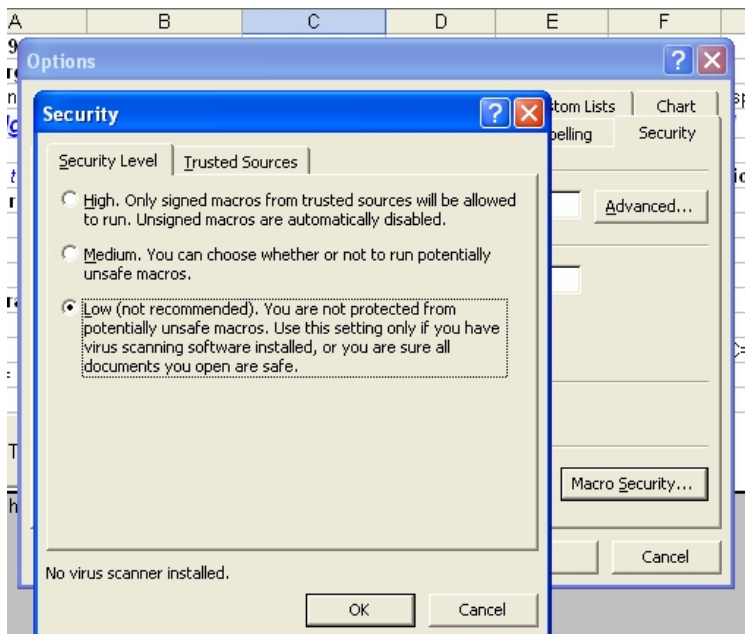 A B C D E F
9
Options
stom Lists Chart
pelling Security
Security
Security Level Trusted Sources
High. Only signed macros from trusted sources will be allowed
to run. Unsigned macros are automatically disabled.
Advanced...
Medium. You can choose whether or not to run potentially
unsafe macros.
Low (not recommended). You are not protected from
potentially unsafe macros. Use this setting only if you have
virus scanning software installed, or you are sure all
documents you open are safe.
Macro Security...
Cancel
No virus scanner installed.
OK Cancel